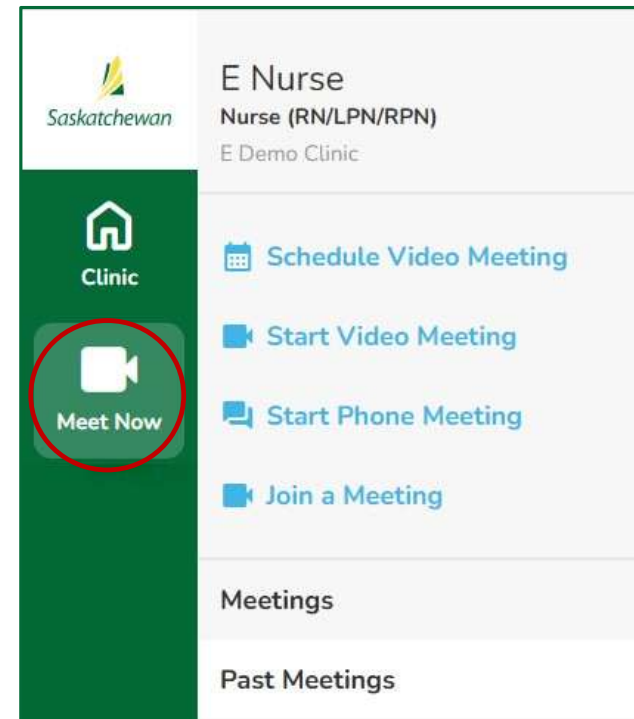 Saskatchewan
Clinic
Meet Now
E Nurse
Nurse (RN/LPN/RPN)
E Demo Clinic
Schedule Video Meeting
Start Video Meeting
Start Phone Meeting
Join a Meeting
Meetings
Past Meetings